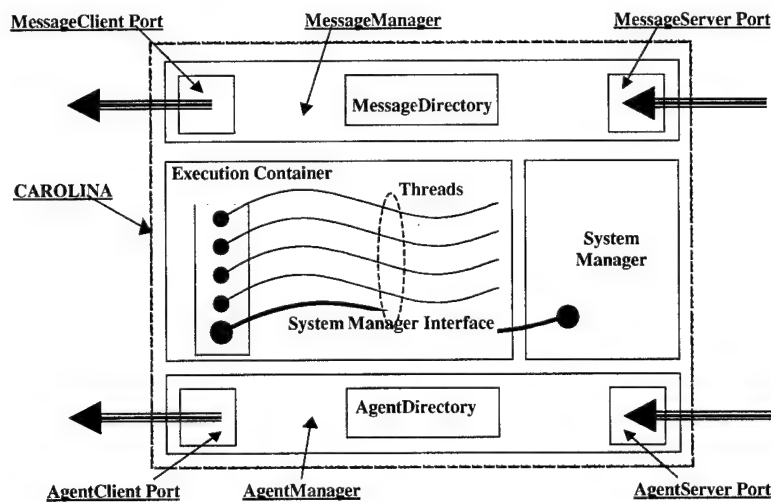 MessageClient Port
MessageManager
MessageServer Port
MessageDirectory
Execution Container
Threads
CAROLINA
System
Manager
System Manager Interface
AgentDirectory
AgentClient Port
AgentManager
AgentServer Port